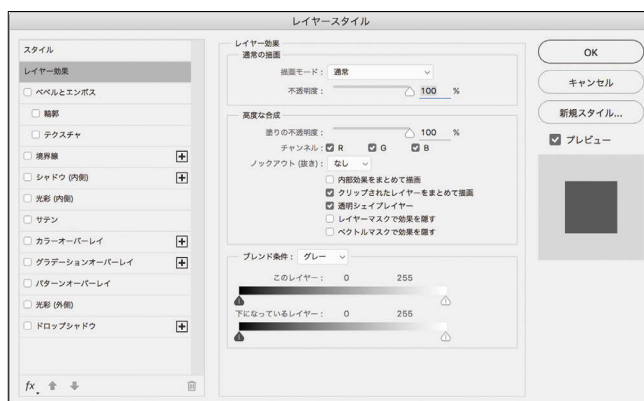 レイヤースタイル
スタイル
レイヤー効果
ベベルとエンボス
輪郭
テクスチャ
境界線
シャドウ (内側)
光彩 (内側)
サテン
カラーオーバーレイ
グラデーションオーバーレイ
パターンオーバーレイ
光彩 (外側)
ドロップシャドウ
fx
レイヤー効果
通常の描画
描画モード : 通常
不透明度 : 100 %
高度な合成
塗りの不透明度 : 100 %
チャンネル : R G B
ノックアウト (抜き) : なし
内部効果をまとめて描画
クリップされたレイヤーをまとめて描画
透明シェイプレイヤー
レイヤーマスクで効果を隠す
ベクトルマスクで効果を隠す
ブレンド条件 : グレー
このレイヤー : 0 255
下になっているレイヤー : 0 255
OK
キャンセル
新規スタイル...
プレビュー